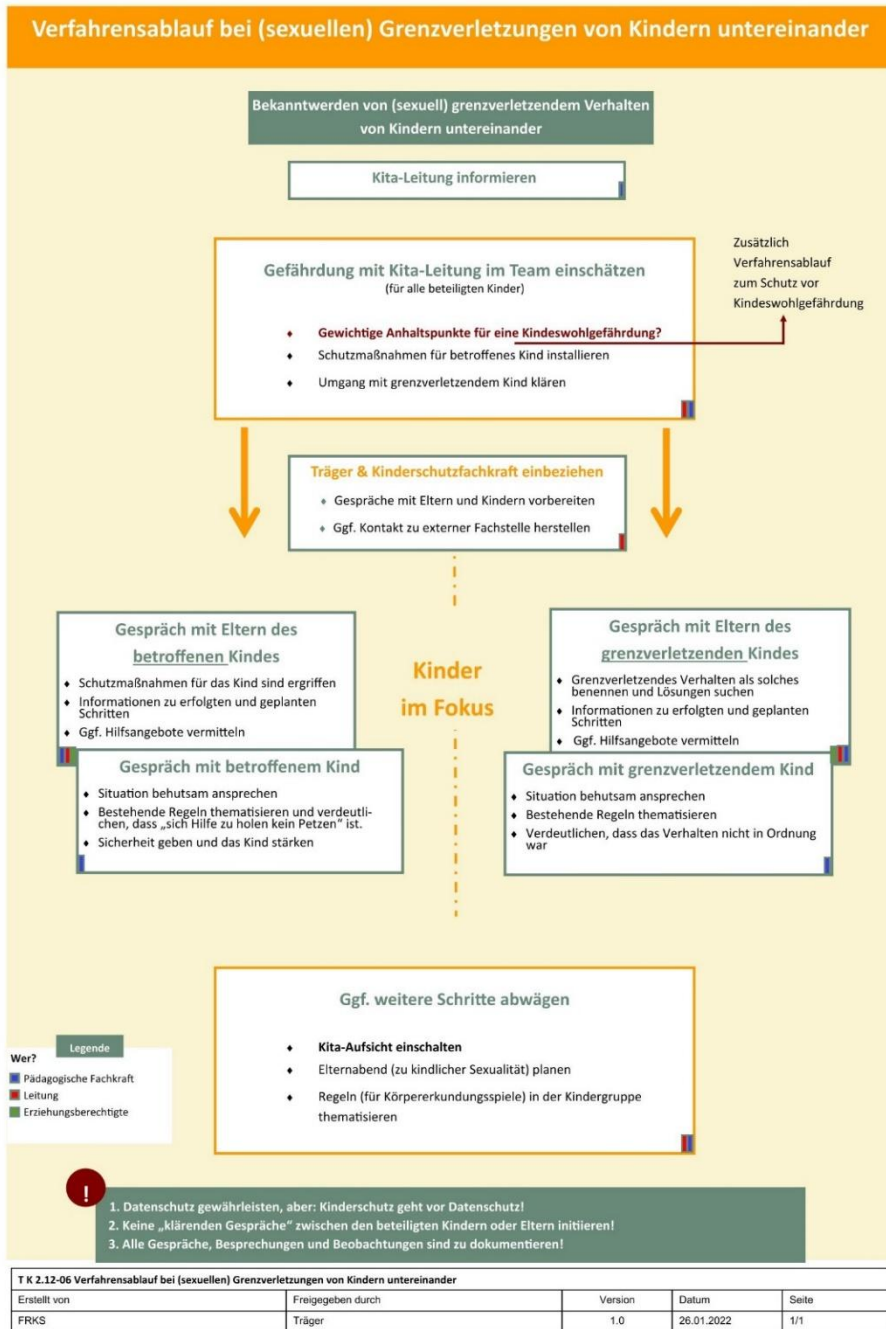 Verfahrensablauf bei (sexuellen) Grenzverletzungen von Kindern untereinander
Bekanntwerden von (sexuell) grenzverletzendem Verhalten
von Kindern untereinander
Kita-Leitung informieren
Gefährdung mit Kita-Leitung im Team einschätzen
(für alle beteiligten Kinder)
♦ Gewichtige Anhaltspunkte für eine Kindeswohlgefährdung?
♦ Schutzmaßnahmen für betroffenes Kind installieren
♦ Umgang mit grenzverletzendem Kind klären
Zusätzlich
Verfahrensablauf
zum Schutz vor
Kindeswohlgefährdung
Träger & Kinderschutzfachkraft einbeziehen
♦ Gespräche mit Eltern und Kindern vorbereiten
♦ Ggf. Kontakt zu externer Fachstelle herstellen
Gespräch mit Eltern des
betroffenen Kindes
♦ Schutzmaßnahmen für das Kind sind ergriffen
♦ Informationen zu erfolgten und geplanten
Schritten
♦ Ggf. Hilfsangebote vermitteln
Gespräch mit betroffenem Kind
♦ Situation behutsam ansprechen
♦ Bestehende Regeln thematisieren und verdeutli-
chen, dass „sich Hilfe zu holen kein Petzen" ist.
♦ Sicherheit geben und das Kind stärken
Kinder
im Fokus
Gespräch mit Eltern des
grenzverletzenden Kindes
♦ Grenzverletzendes Verhalten als solches
benennen und Lösungen suchen
♦ Informationen zu erfolgten und geplanten
Schritten
♦ Ggf. Hilfsangebote vermitteln
Gespräch mit grenzverletzendem Kind
♦ Situation behutsam ansprechen
♦ Bestehende Regeln thematisieren
♦ Verdeutlichen, dass das Verhalten nicht in Ordnung
war
Ggf. weitere Schritte abwägen
♦ Kita-Aufsicht einschalten
♦ Elternabend (zu kindlicher Sexualität) planen
♦ Regeln (für Körpererkundungsspiele) in der Kindergruppe
thematisieren
Legende
Wer?
Pädagogische Fachkraft
Leitung
Erziehungsberechtigte
!
1. Datenschutz gewährleisten, aber: Kinderschutz geht vor Datenschutz!
2. Keine „klärenden Gespräche" zwischen den beteiligten Kindern oder Eltern initiieren!
3. Alle Gespräche, Besprechungen und Beobachtungen sind zu dokumentieren!
T K 2.12-06 Verfahrensablauf bei (sexuellen) Grenzverletzungen von Kindern untereinander
Erstellt von Freigegeben durch Version Datum Seite
FRKS Träger 1.0 26.01.2022 1/1